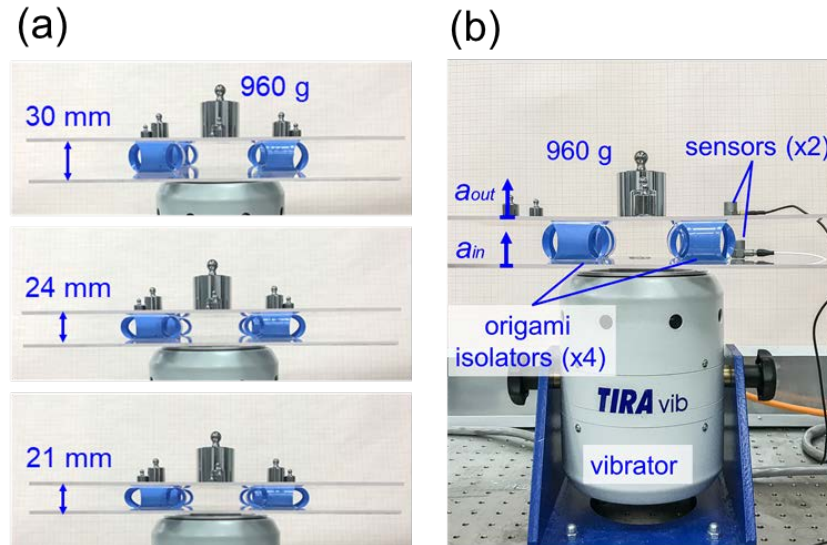 (a)
960 g
30 mm
24 mm
21 mm
(b)
960 g
sensors (x2)
aout
ain
origami
isolators (x4)
TIRA vib
vibrator